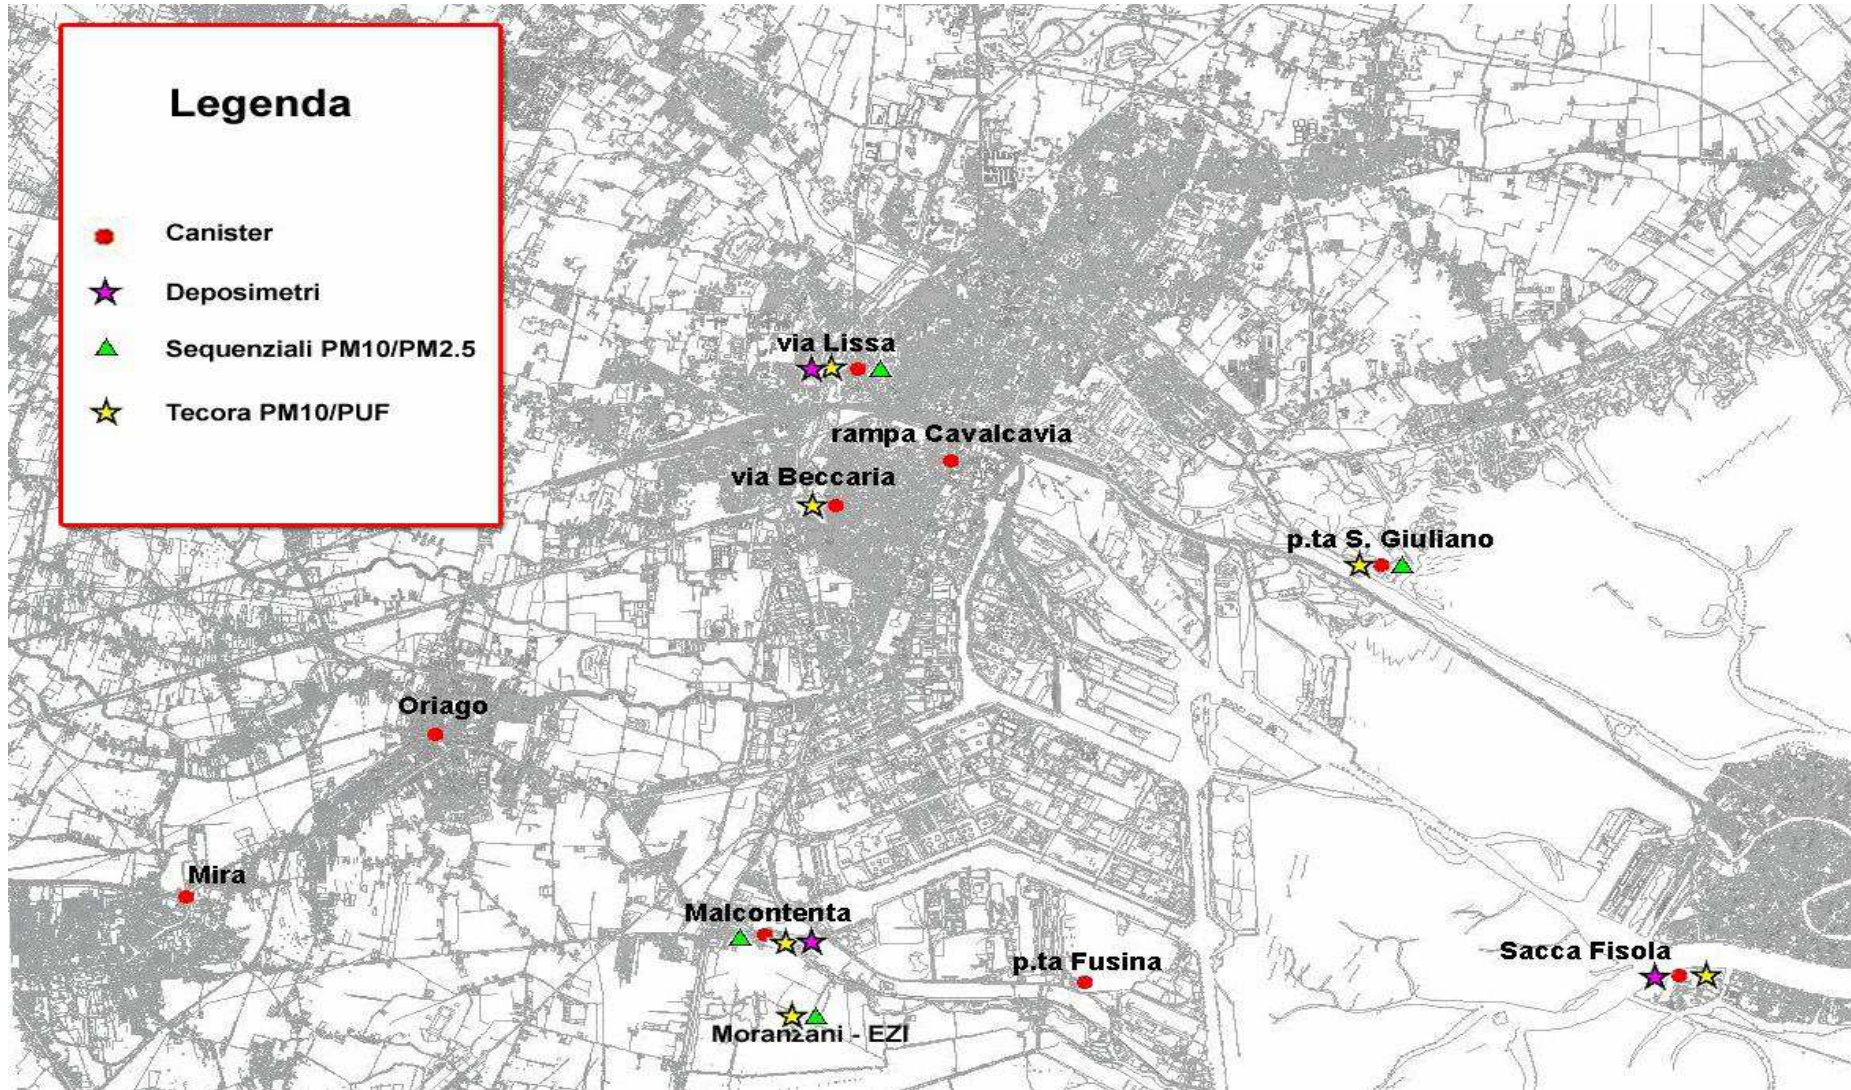 Legenda
Canister
Deposimetri
Sequenziali PM10/PM2.5
Tecora PM10/PUF
via Lissa
rampa Cavalcavia
via Beccaria
p.ta S. Giuliano
Oriago
Mira
Malcontenta
p.ta Fusina
Sacca Fisola
Moranzani - EZI